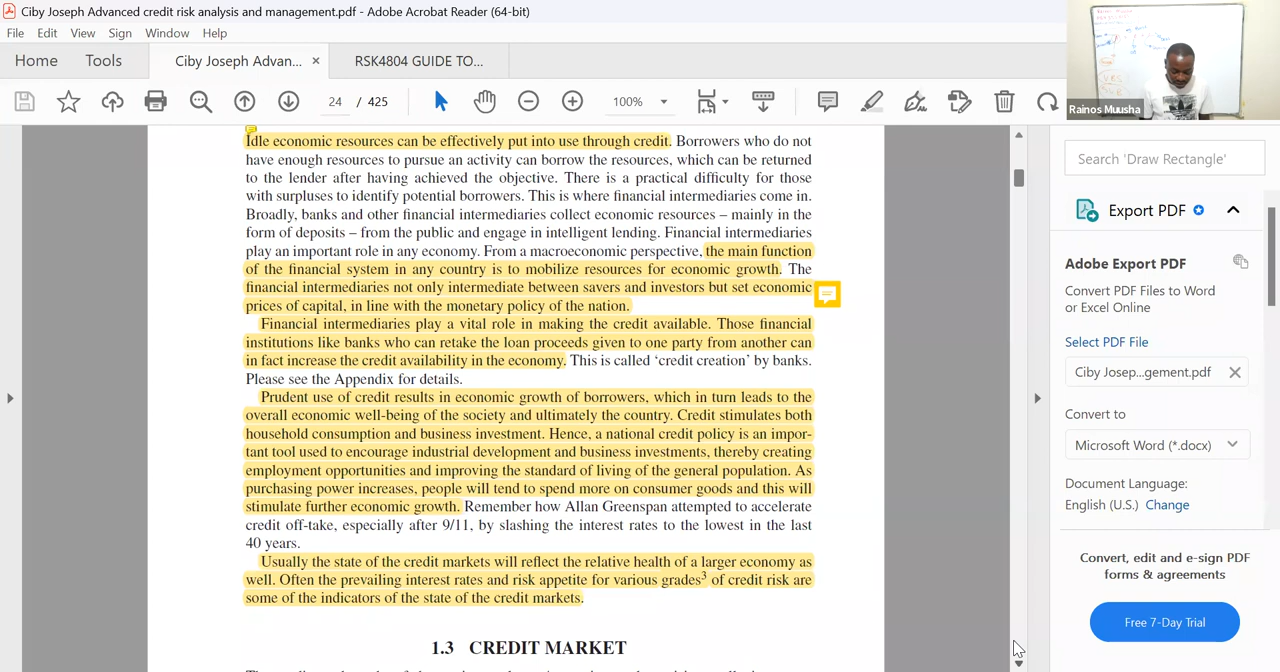 Ciby Joseph Advanced credit risk analysis and management.pdf - Adobe Acrobat Reader (64-bit)
File Edit View Sign Window Help
Home Tools Ciby Joseph Advan... × RSK4804 GUIDE TO...
24 / 425 100%
Rainos Muusha
Idle economic resources can be effectively put into use through credit. Borrowers who do not
have enough resources to pursue an activity can borrow the resources, which can be returned
to the lender after having achieved the objective. There is a practical difficulty for those
with surpluses to identify potential borrowers. This is where financial intermediaries come in.
Broadly, banks and other financial intermediaries collect economic resources – mainly in the
form of deposits – from the public and engage in intelligent lending. Financial intermediaries
play an important role in any economy. From a macroeconomic perspective, the main function
of the financial system in any country is to mobilize resources for economic growth. The
financial intermediaries not only intermediate between savers and investors but set economic
prices of capital, in line with the monetary policy of the nation.
Financial intermediaries play a vital role in making the credit available. Those financial
institutions like banks who can retake the loan proceeds given to one party from another can
in fact increase the credit availability in the economy. This is called ‘credit creation’ by banks.
Please see the Appendix for details.
Prudent use of credit results in economic growth of borrowers, which in turn leads to the
overall economic well-being of the society and ultimately the country. Credit stimulates both
household consumption and business investment. Hence, a national credit policy is an impor-
tant tool used to encourage industrial development and business investments, thereby creating
employment opportunities and improving the standard of living of the general population. As
purchasing power increases, people will tend to spend more on consumer goods and this will
stimulate further economic growth. Remember how Allan Greenspan attempted to accelerate
credit off-take, especially after 9/11, by slashing the interest rates to the lowest in the last
40 years.
Usually the state of the credit markets will reflect the relative health of a larger economy as
well. Often the prevailing interest rates and risk appetite for various grades³ of credit risk are
some of the indicators of the state of the credit markets.
1.3 CREDIT MARKET
Search 'Draw Rectangle'
Export PDF
Adobe Export PDF
Convert PDF Files to Word
or Excel Online
Select PDF File
Ciby Josep...gement.pdf
Convert to
Microsoft Word (*.docx)
Document Language:
English (U.S.) Change
Convert, edit and e-sign PDF
forms & agreements
Free 7-Day Trial